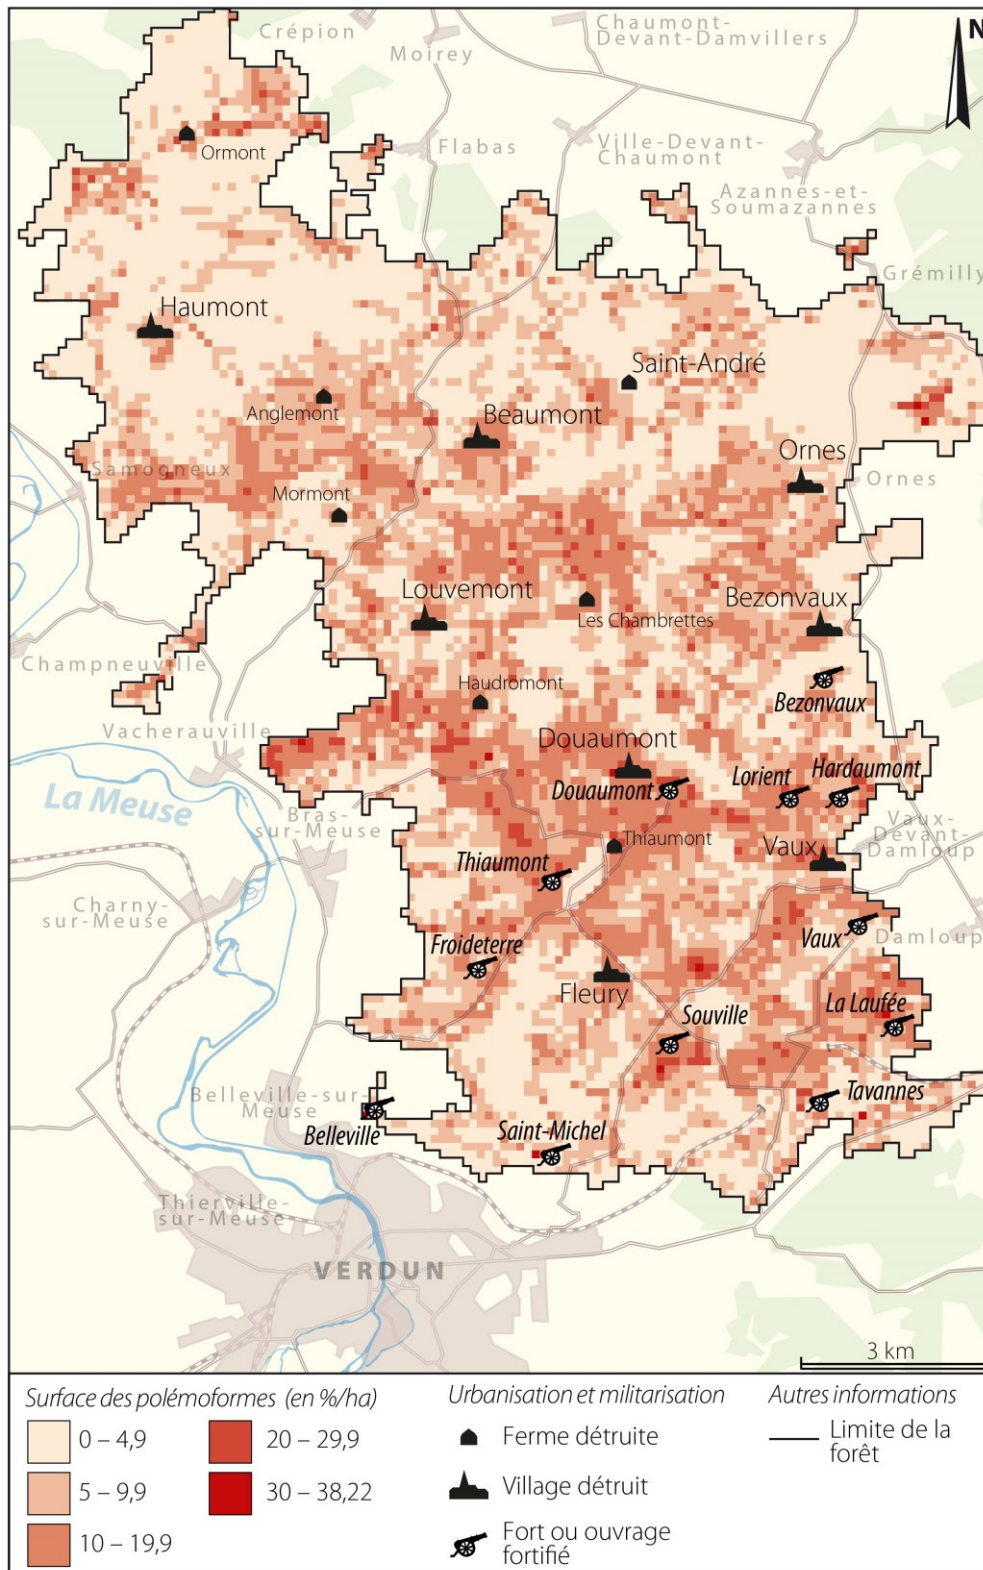 Crépion
Chaumont-
Devant-Damvillers
Moirey
N
Ormont
Flabas
Ville-Devant-
Chaumont
Azannes-et-
Soumazannes
Grémilly
Haumont
Saint-André
Anglemont
Beaumont
Samogneux
Ornes
Ornes
Mormont
Louvemont
Les Chambrettes
Bezonvaux
Champneuville
Haudromont
Bezonvaux
Vacherauville
Douaumont
Douaumont
Lorient
Hardaumont
La Meuse
Bras-
sur-Meuse
Thiaumont
Vaux
Vaux-
Devant-
Damloup
Thiaumont
Charny-
sur-Meuse
Froideterre
Vaux
Damloup
Fleury
Souville
La Laufée
Belleville-sur-
Meuse
Belleville
Saint-Michel
Tavannes
Thierville-
sur-Meuse
VERDUN
3 km
Surface des polémoformes (en %/ha)
0 – 4,9
5 – 9,9
10 – 19,9
20 – 29,9
30 – 38,22
Urbanisation et militarisation
Ferme détruite
Village détruit
Fort ou ouvrage
fortifié
Autres informations
Limite de la
forêt